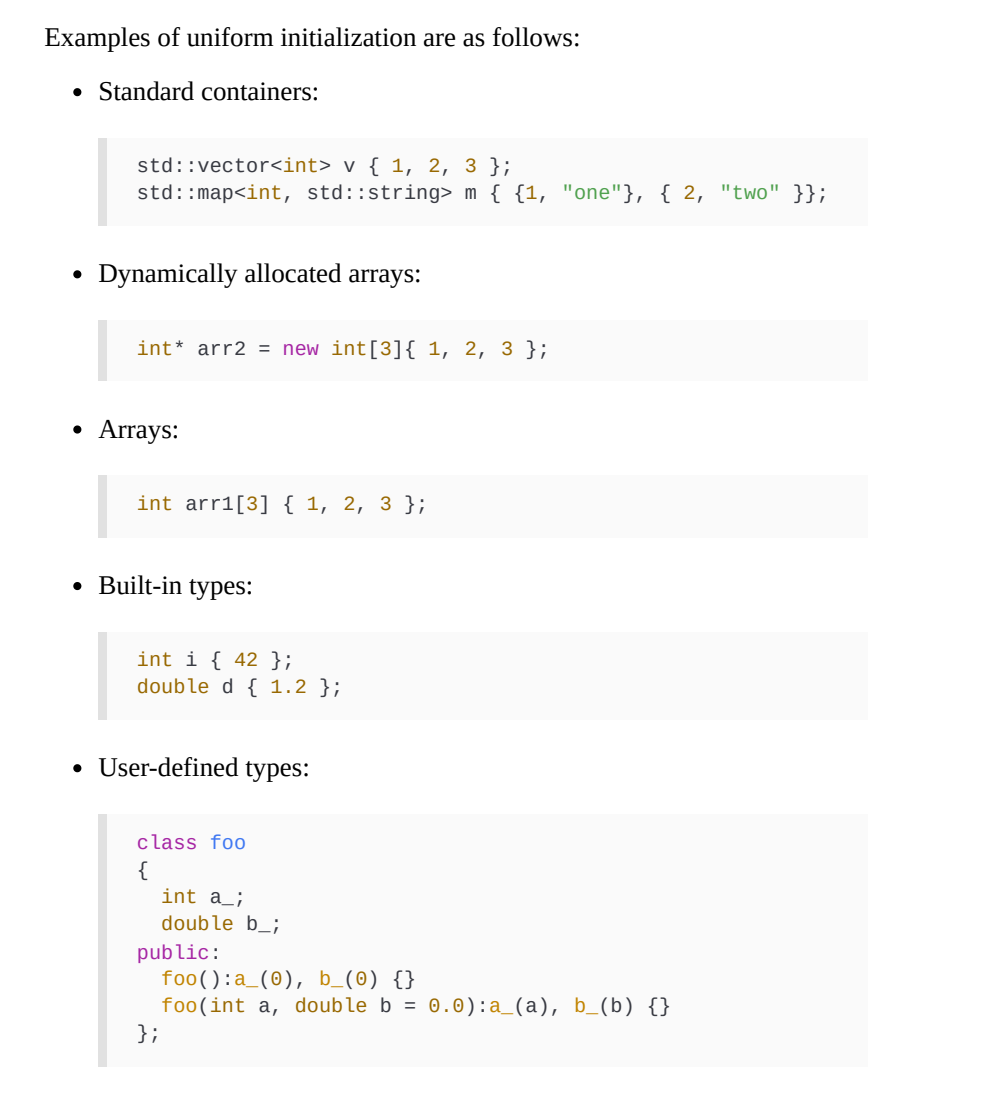 Examples of uniform initialization are as follows:
• Standard containers:
std::vector<int> v { 1, 2, 3 };
std::map<int, std::string> m { {1, "one"}, { 2, "two" }};
• Dynamically allocated arrays:
int* arr2 = new int[3]{ 1, 2, 3 };
• Arrays:
int arr1[3] { 1, 2, 3 };
• Built-in types:
int i { 42 };
double d { 1.2 };
• User-defined types:
class foo
{
  int a_;
  double b_;
public:
  foo():a_(0), b_(0) {}
  foo(int a, double b = 0.0):a_(a), b_(b) {}
};